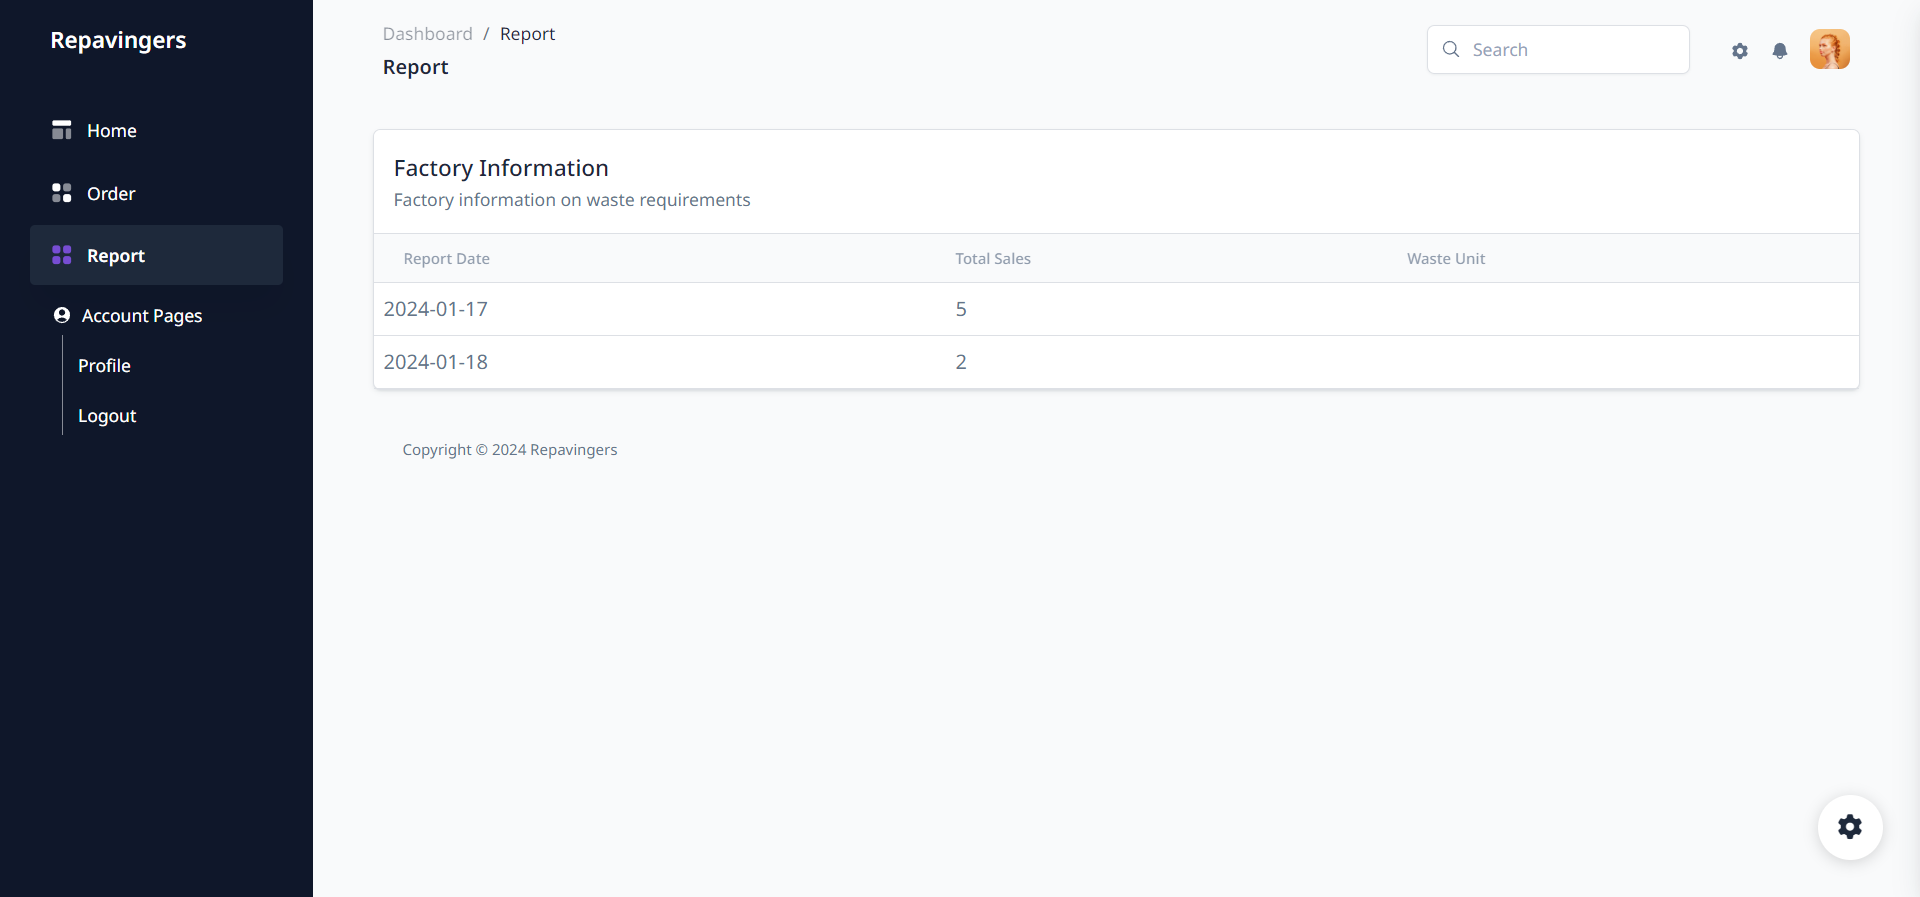 Repavingers
Home
Order
Report
Account Pages
Profile
Logout
Dashboard / Report
Report
Search
Factory Information
Factory information on waste requirements
Report Date Total Sales Waste Unit
2024-01-17 5
2024-01-18 2
Copyright © 2024 Repavingers